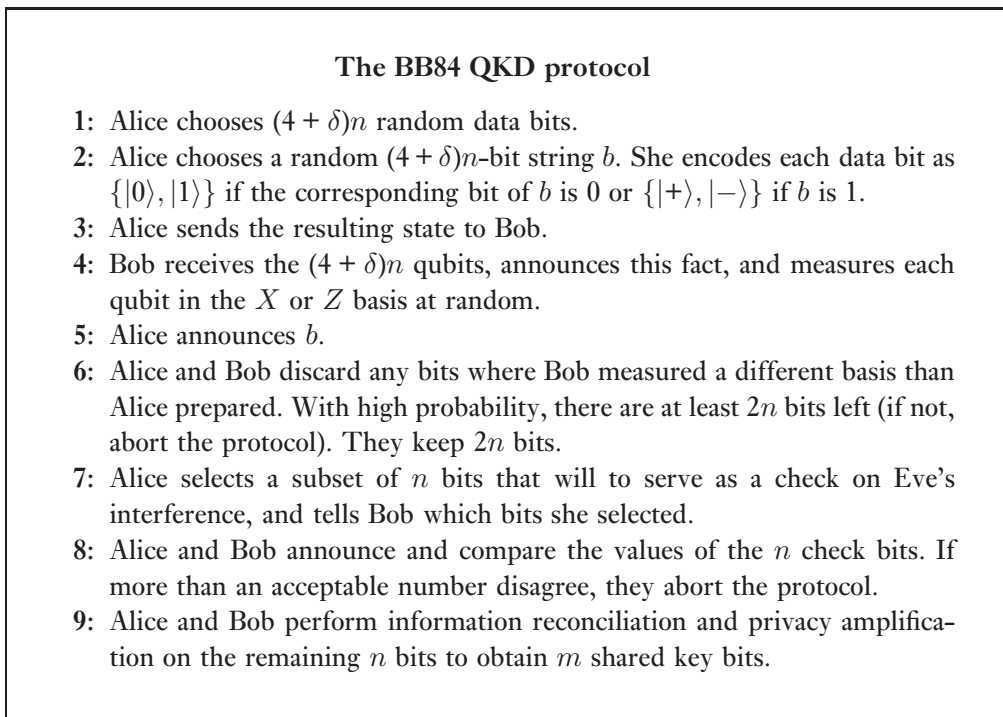 The BB84 QKD protocol
1: Alice chooses (4 + δ)n random data bits.
2: Alice chooses a random (4 + δ)n-bit string b. She encodes each data bit as
{|0⟩, |1⟩} if the corresponding bit of b is 0 or {|+⟩, |−⟩} if b is 1.
3: Alice sends the resulting state to Bob.
4: Bob receives the (4 + δ)n qubits, announces this fact, and measures each
qubit in the X or Z basis at random.
5: Alice announces b.
6: Alice and Bob discard any bits where Bob measured a different basis than
Alice prepared. With high probability, there are at least 2n bits left (if not,
abort the protocol). They keep 2n bits.
7: Alice selects a subset of n bits that will to serve as a check on Eve's
interference, and tells Bob which bits she selected.
8: Alice and Bob announce and compare the values of the n check bits. If
more than an acceptable number disagree, they abort the protocol.
9: Alice and Bob perform information reconciliation and privacy amplifica-
tion on the remaining n bits to obtain m shared key bits.